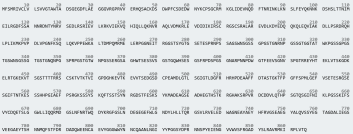 10 20 30 40 50 60 70 80 90 100 110
MFSMRIVCLV LSVVGTAWTA DSGEGDFLAE GGGVRGPRVV ERHQSACKDS DWPFCSDEDW NYKCPSGCRM KGLIDEVNQD FTNRINKLKN SLFEYQKNNK DSHSLTTNIM
120 130 140 150 160 170 180 190 200 210 220
EILRGDFSSA NNRDNTYNRV SEDLRSRIEV LKRKVIEKVQ HIQLLQKNVR AQLVDMKRLE VDIDIKIRSC RGSCSRALAR EVDLKDYEDQ QKQLEQVIAK DLLPSRDRQH
230 240 250 260 270 280 290 300 310 320 330
LPLIKMKPVP DLVPGNFKSQ LQKVPPEWKA LTDMPQMRME LERPGGNEIT RGGSTSYGTG SETESPRNPS SAGSWNSGSS GPGSTGNRNP GSSGTGGTAT WKPGSSGPGS
340 350 360 370 380 390 400 410 420 430 440
TGSWNSGSSG TGSTGNQNPG SPRPGSTGTW NPGSSERGSA GHWTSESSVS GSTGQWHSES GSFRPDSPGS GNARPNNPDW GTFEEVSGNV SPGTRREYHT EKLVTSKGDK
450 460 470 480 490 500 510 520 530 540 550
ELRTGKEKVT SGSTTTTRRS CSKTVTKTVI GPDGHKEVTK EVVTSEDGSD CPEAMDLGTL SGIGTLDGFR HRHPDEAAFF DTASTGKTFP GFFSPMLGEF VSETESRGSE
560 570 580 590 600 610 620 630 640 650 660
SGIFTNTKES SSHHPGIAEF PSRGKSSSYS KQFTSSTSYN RGDSTFESKS YKMADEAGSE ADHEGTHSTK RGHAKSRPVR DCDDVLQTHP SGTQSGIFNI KLPGSSKIFS
670 680 690 700 710 720 730 740 750 760 770
VYCDQETSLG GWLLIQQRMD GSLNFNRTWQ DYKRGFGSLN DEGEGEFWLG NDYLHLLTQR GSVLRVELED WAGNEAYAEY HFRVGSEAEG YALQVSSYEG TAGDALIEGS
780 790 800 810 820 830 840 850 860
VEEGAEYTSH NNMQFSTFDR DADQWEENCA EVYGGGWWYN NCQAANLNGI YYPGGSYDPR NNSPYEIENG VVWVSFRGAD YSLRAVRMKI RPLVTQ